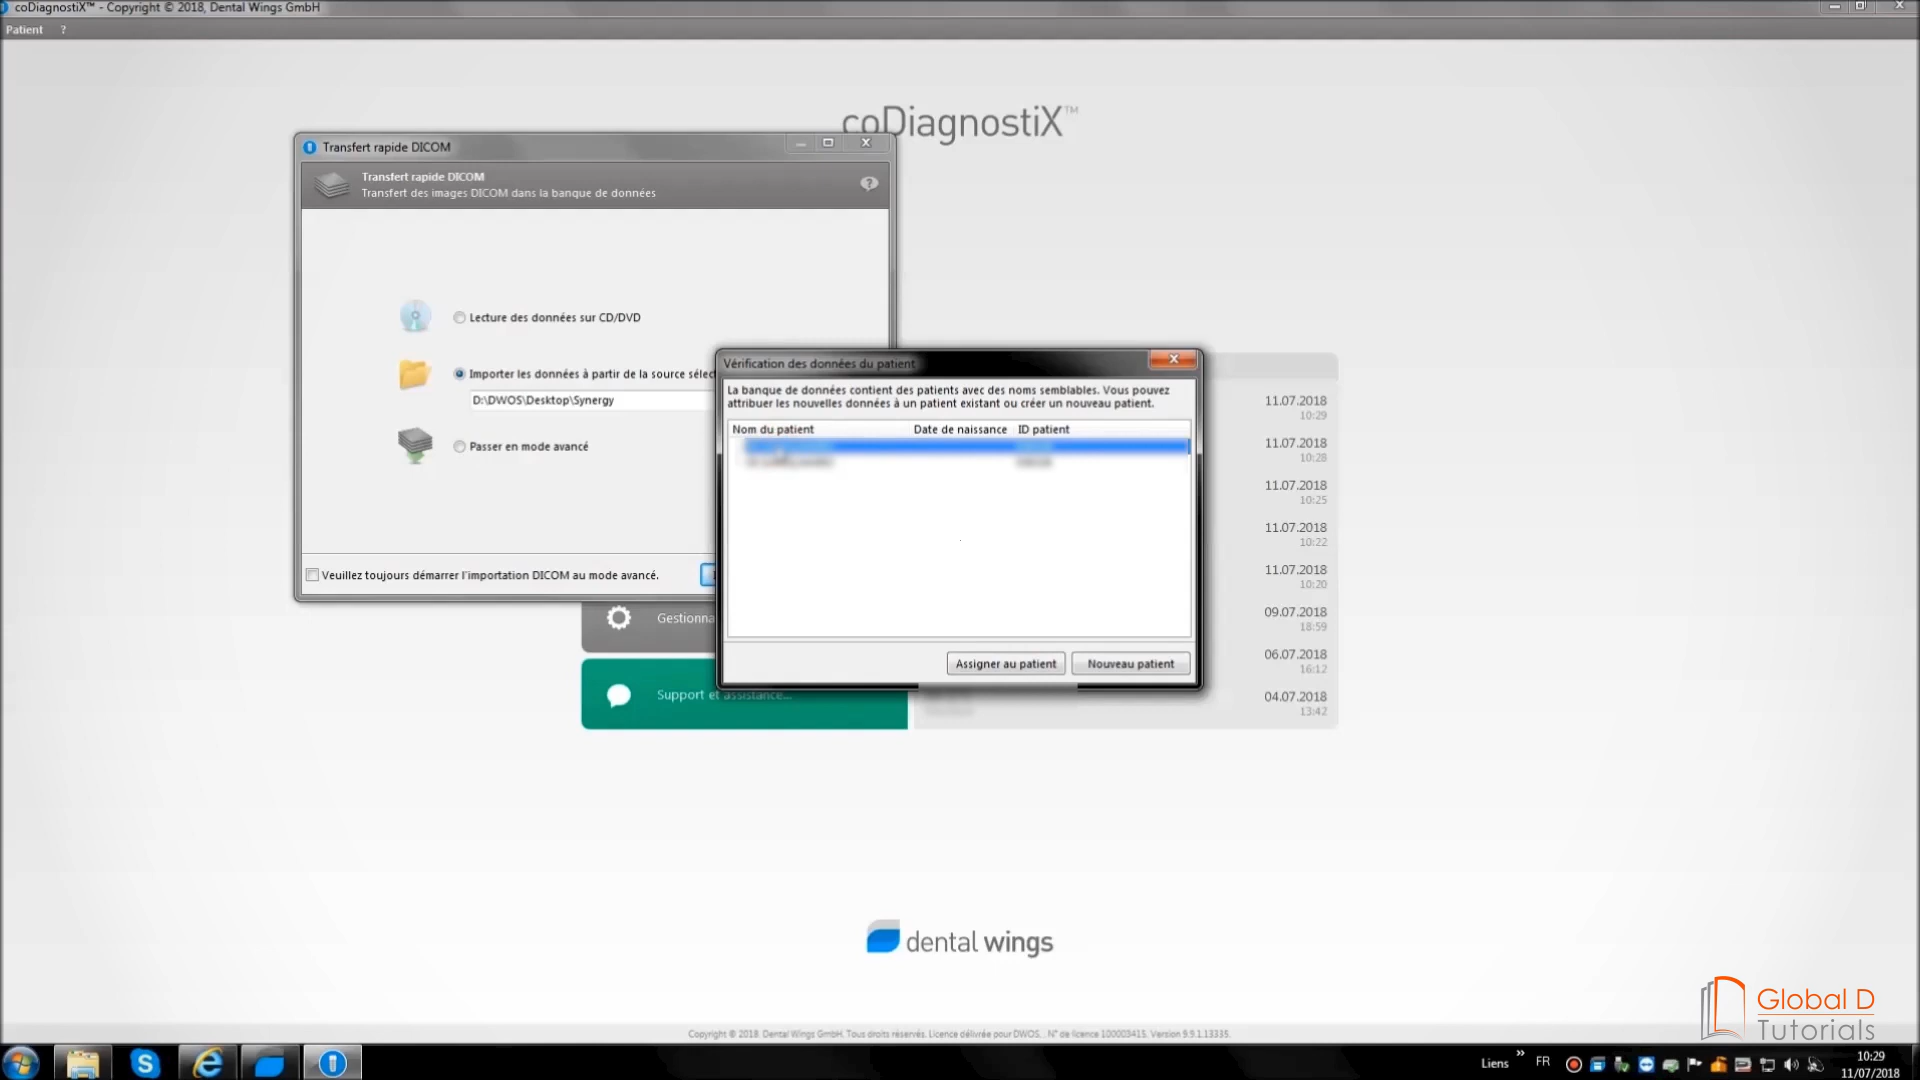 coDiagnostiX™ - Copyright © 2018, Dental Wings GmbH
Patient ?
coDiagnostiX™
Transfert rapide DICOM
Transfert rapide DICOM
Transfert des images DICOM dans la banque de données
Lecture des données sur CD/DVD
Importer les données à partir de la source sélect
D:\DWOS\Desktop\Synergy
Passer en mode avancé
Veuillez toujours démarrer l'importation DICOM au mode avancé.
Vérification des données du patient
La banque de données contient des patients avec des noms semblables. Vous pouvez
attribuer les nouvelles données à un patient existant ou créer un nouveau patient.
Nom du patient Date de naissance ID patient
Assigner au patient Nouveau patient
11.07.2018
10:29
11.07.2018
10:28
11.07.2018
10:25
11.07.2018
10:22
11.07.2018
10:20
09.07.2018
18:59
06.07.2018
16:12
04.07.2018
13:42
Gestionna
Support et assistance...
dental wings
Global D
Tutorials
Copyright © 2018. Dental Wings GmbH. Tous droits réservés. Licence délivrée pour DWOS, . N° de licence 100003415. Version 9.9.1.13335.
Liens » FR
10:29
11/07/2018